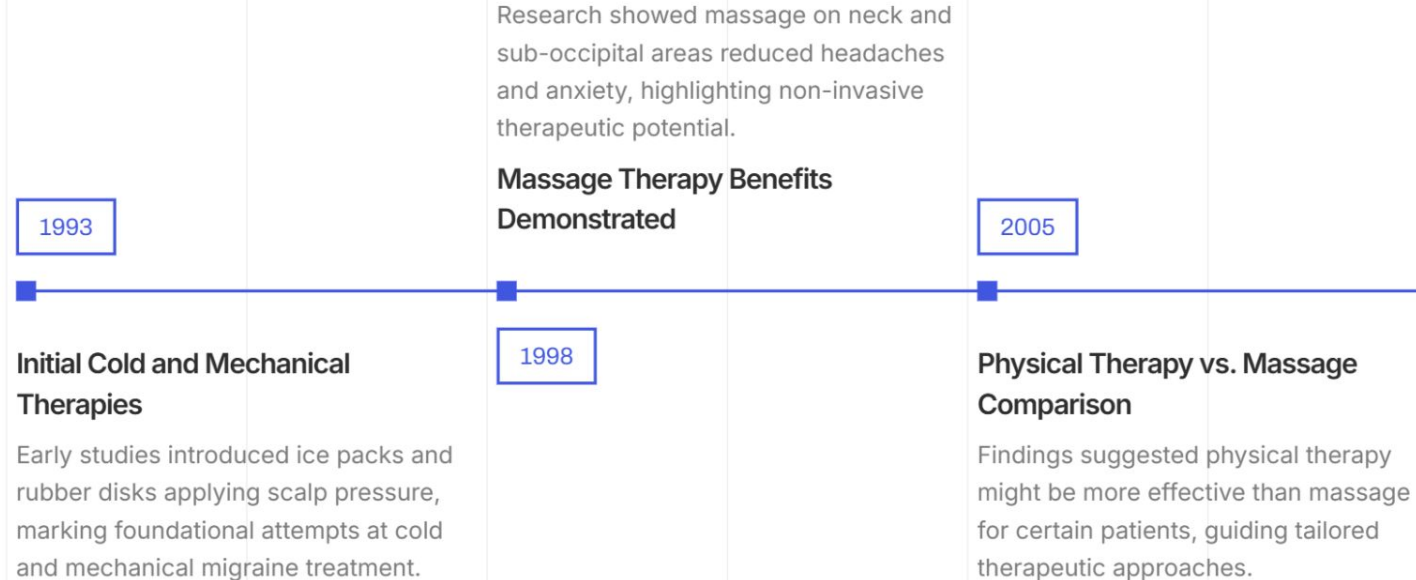 1993
Initial Cold and Mechanical
Therapies
Early studies introduced ice packs and
rubber disks applying scalp pressure,
marking foundational attempts at cold
and mechanical migraine treatment.
Research showed massage on neck and
sub-occipital areas reduced headaches
and anxiety, highlighting non-invasive
therapeutic potential.
Massage Therapy Benefits
Demonstrated
1998
2005
Physical Therapy vs. Massage
Comparison
Findings suggested physical therapy
might be more effective than massage
for certain patients, guiding tailored
therapeutic approaches.